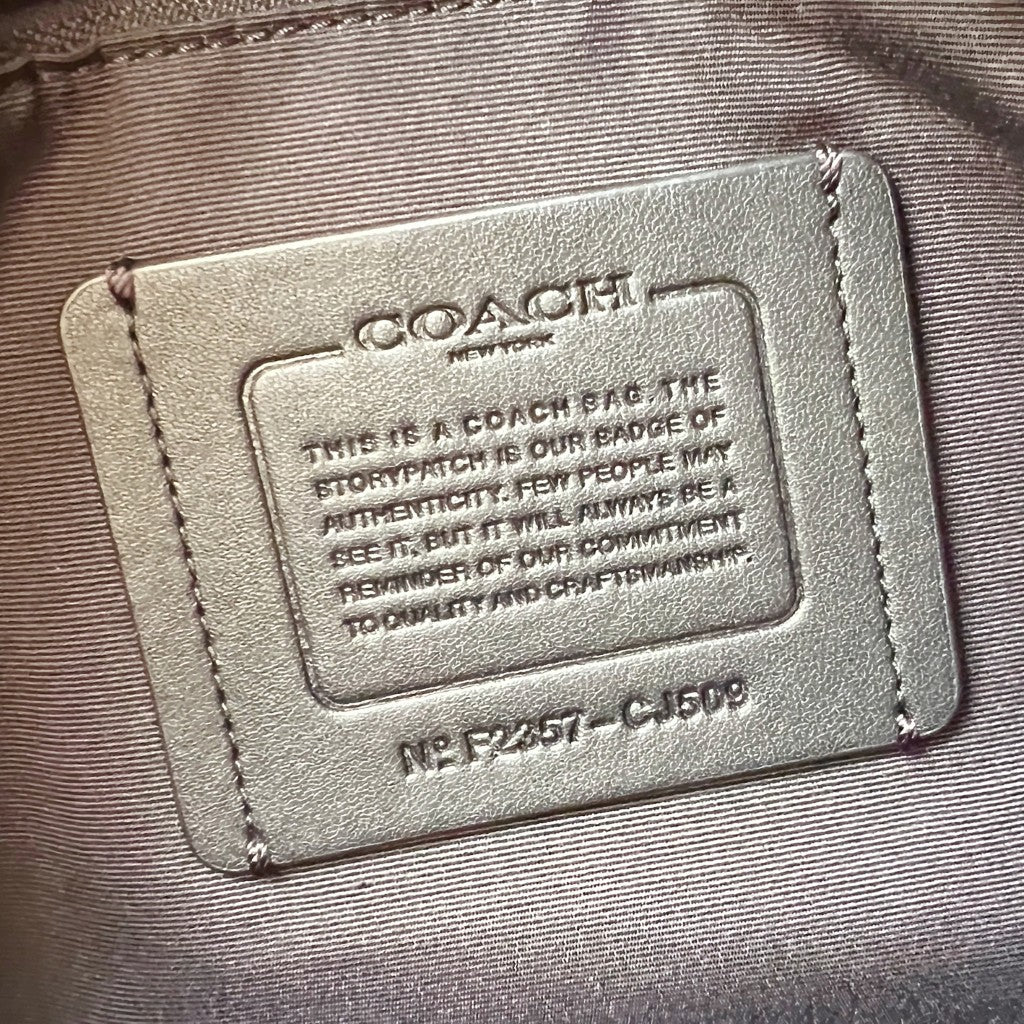 COACH
NEW YORK
THIS IS A COACH BAG. THE
STORYPATCH IS OUR BADGE OF
AUTHENTICITY. FEW PEOPLE MAY
SEE IT, BUT IT WILL ALWAYS BE A
REMINDER OF OUR COMMITMENT
TO QUALITY AND CRAFTSMANSHIP.
Nº F2357-CJ509